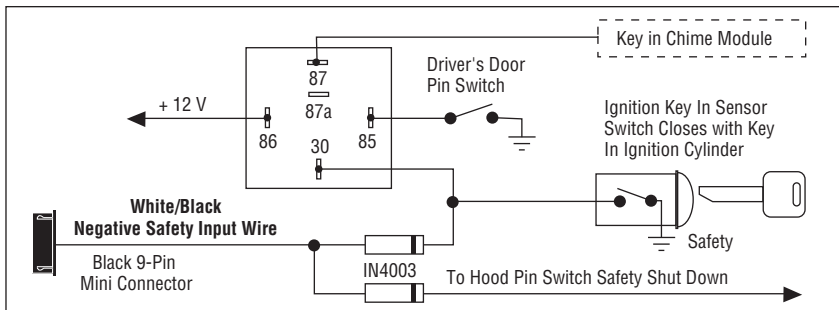 Key in Chime Module
87
Driver's Door
Pin Switch
+ 12 V
87a
Ignition Key In Sensor
Switch Closes with Key
In Ignition Cylinder
86
30
85
White/Black
Negative Safety Input Wire
Safety
Black 9-Pin
Mini Connector
IN4003
To Hood Pin Switch Safety Shut Down